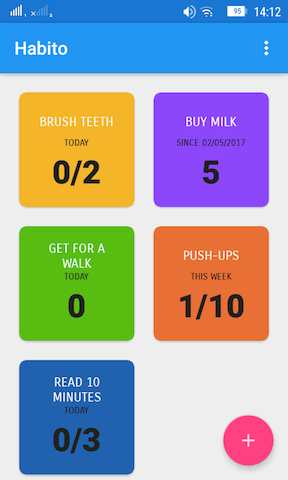 95 14:12
Habito
BRUSH TEETH
TODAY
0/2
BUY MILK
SINCE 02/05/2017
5
GET FOR A
WALK
TODAY
0
PUSH-UPS
THIS WEEK
1/10
READ 10
MINUTES
TODAY
0/3
+